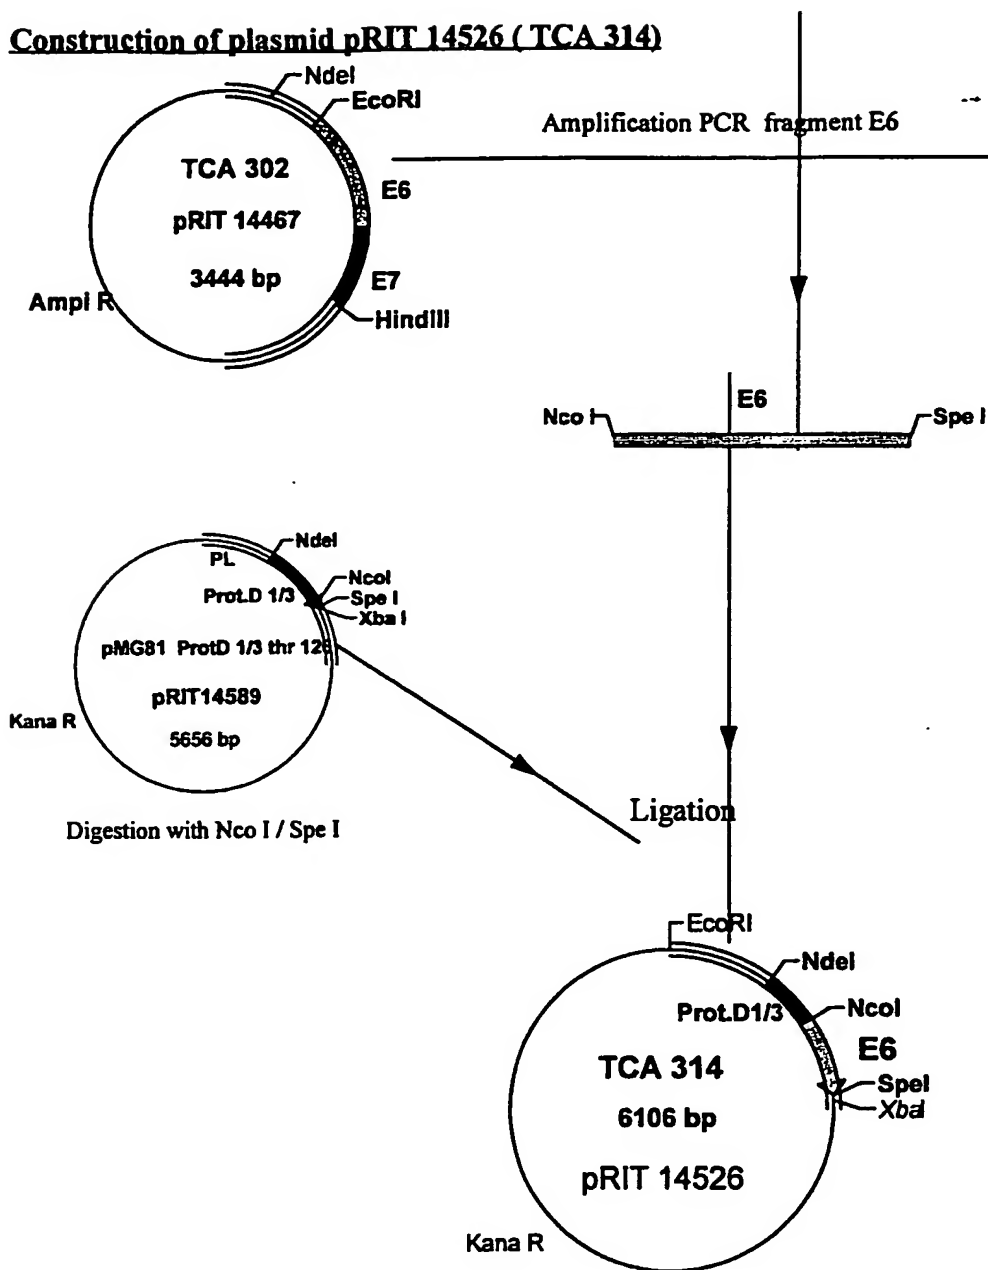 Construction of plasmid pRIT 14526 ( TCA 314)
NdeI
EcoRI
Amplification PCR fragment E6
TCA 302
pRIT 14467
3444 bp
E6
E7
Ampi R
HindIII
E6
Nco I
Spe I
NdeI
PL
NcoI
Prot.D 1/3
Spe I
Xba I
pMG81 ProtD 1/3 thr 12
pRIT14589
Kana R
5656 bp
Digestion with Nco I / Spe I
Ligation
EcoRI
NdeI
Prot.D1/3
NcoI
E6
TCA 314
SpeI
XbaI
6106 bp
pRIT 14526
Kana R